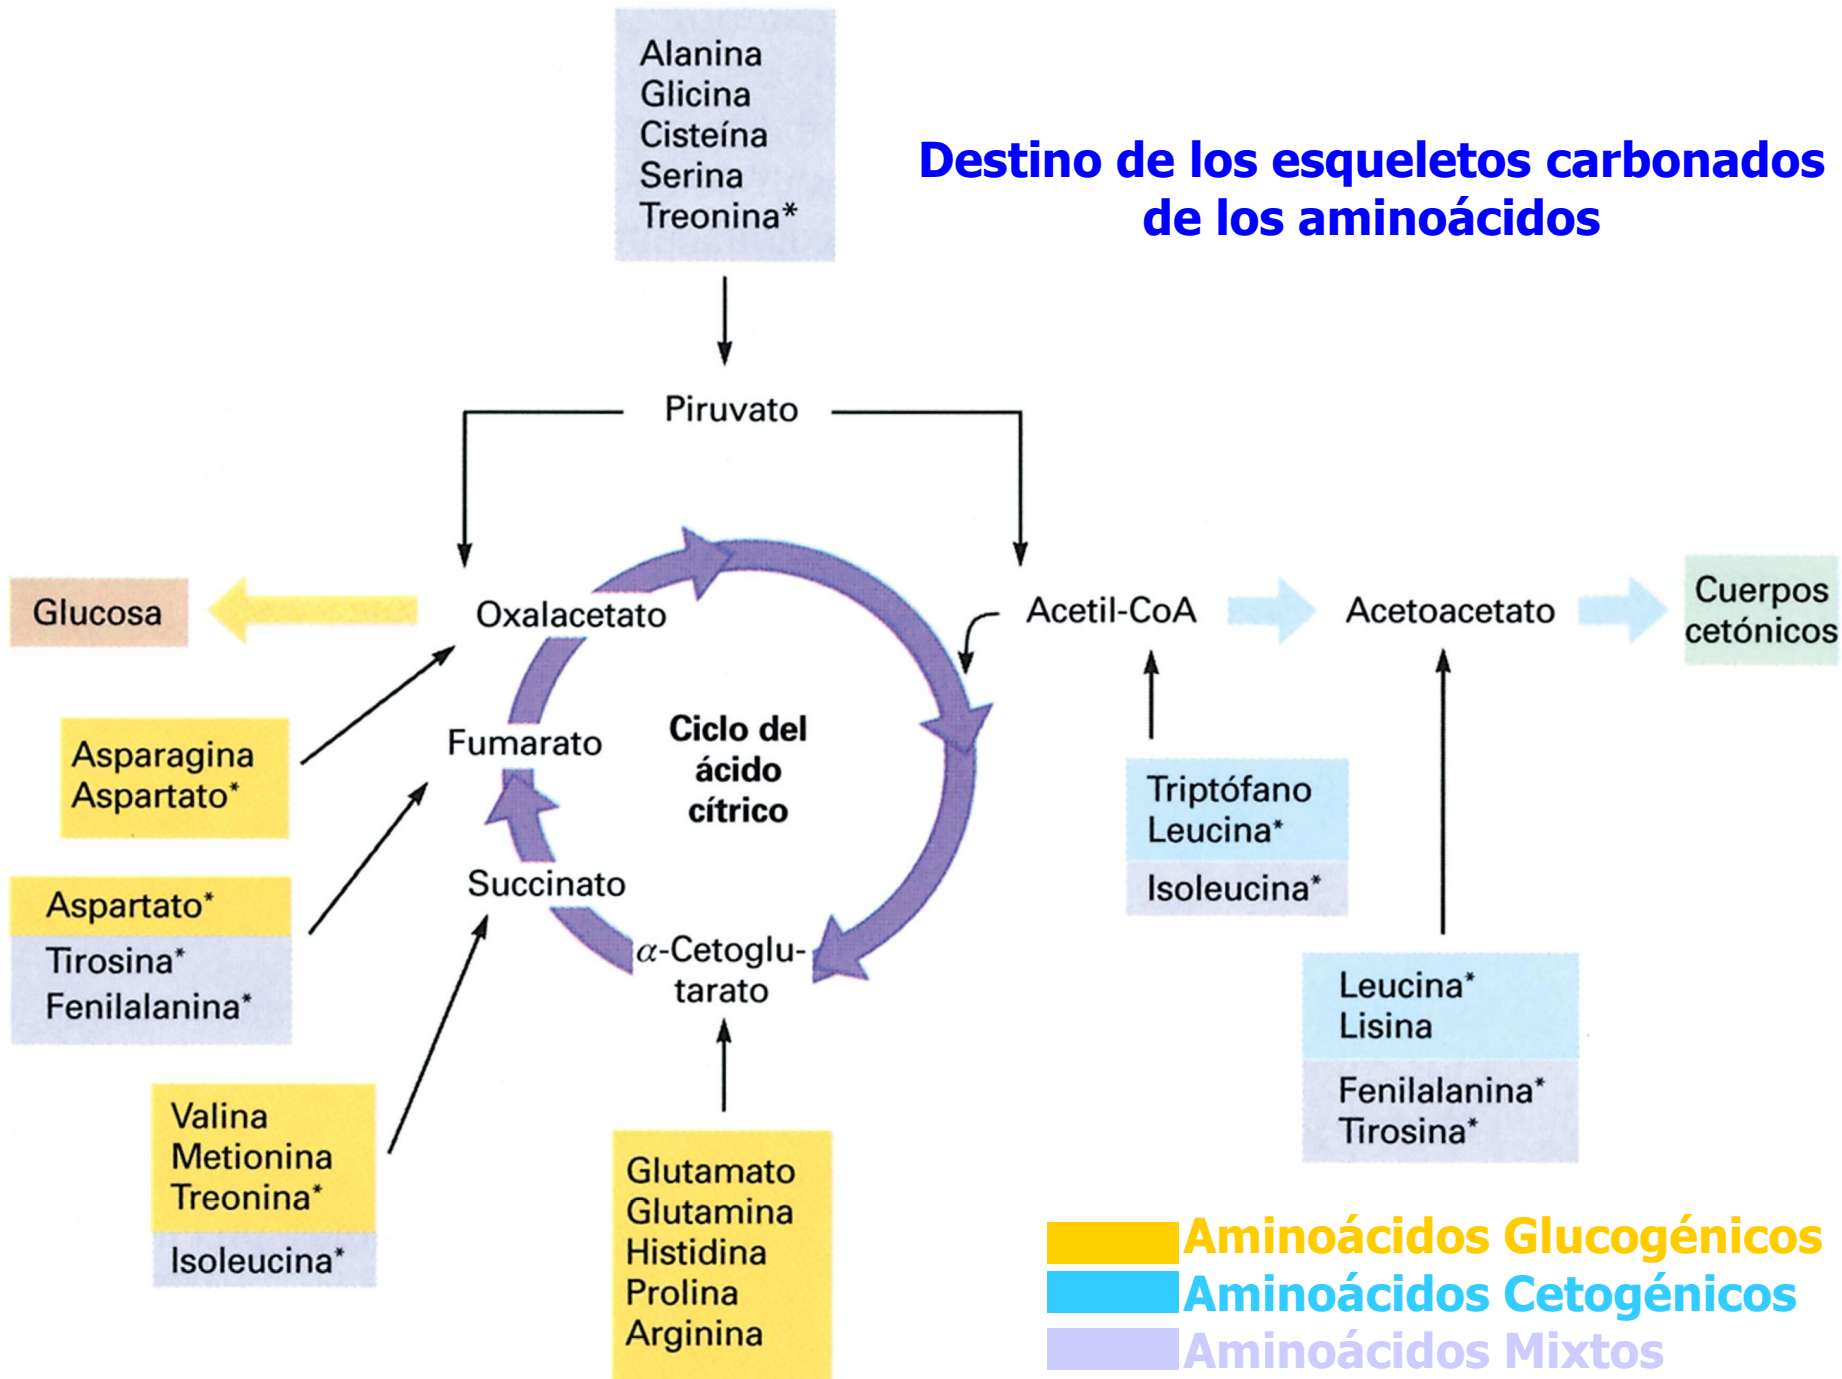 Alanina
Glicina
Cisteína
Serina
Treonina*
Destino de los esqueletos carbonados
de los aminoácidos
Piruvato
Glucosa
Oxalacetato
Acetil-CoA
Acetoacetato
Cuerpos
cetónicos
Asparagina
Aspartato*
Fumarato
Ciclo del
ácido
cítrico
Triptófano
Leucina*
Isoleucina*
Aspartato*
Tirosina*
Fenilalanina*
Succinato
α-Cetoglu-
tarato
Leucina*
Lisina
Fenilalanina*
Tirosina*
Valina
Metionina
Treonina*
Isoleucina*
Glutamato
Glutamina
Histidina
Prolina
Arginina
Aminoácidos Glucogénicos
Aminoácidos Cetogénicos
Aminoácidos Mixtos